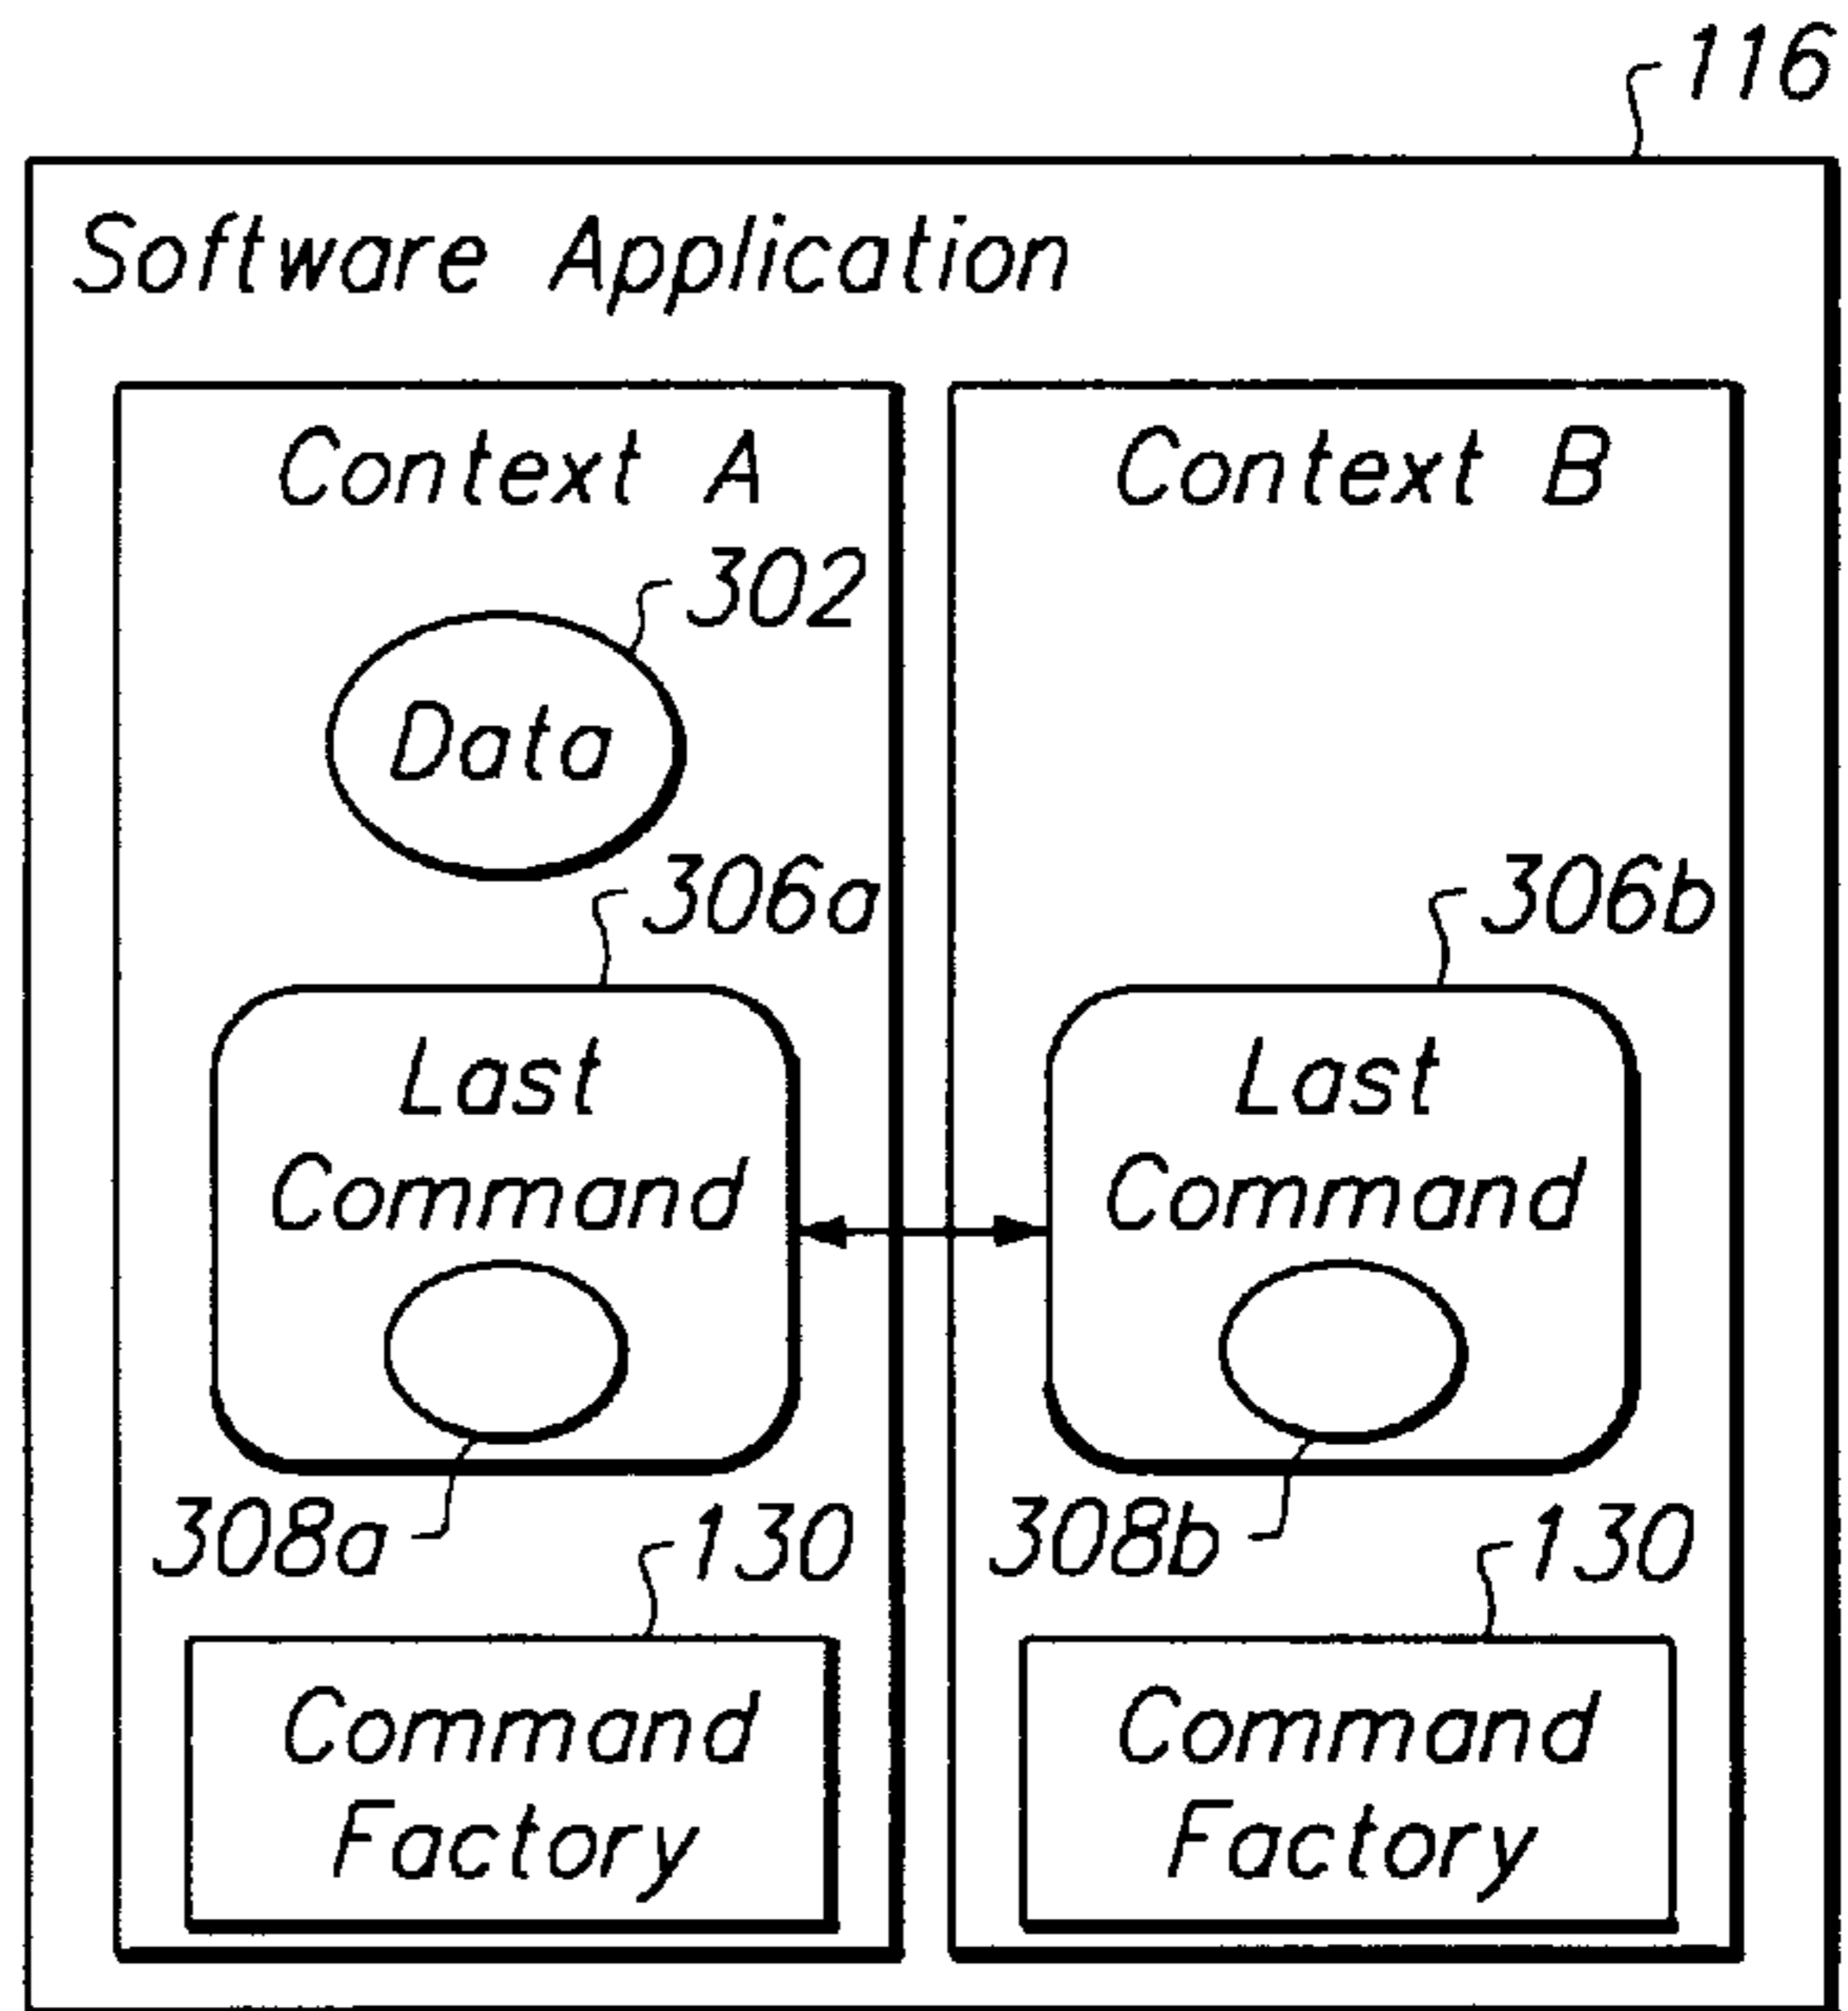 116
Software Application
Context A
302
Data
306a
Last
Command
308a
130
Command
Factory
Context B
306b
Last
Command
308b
130
Command
Factory